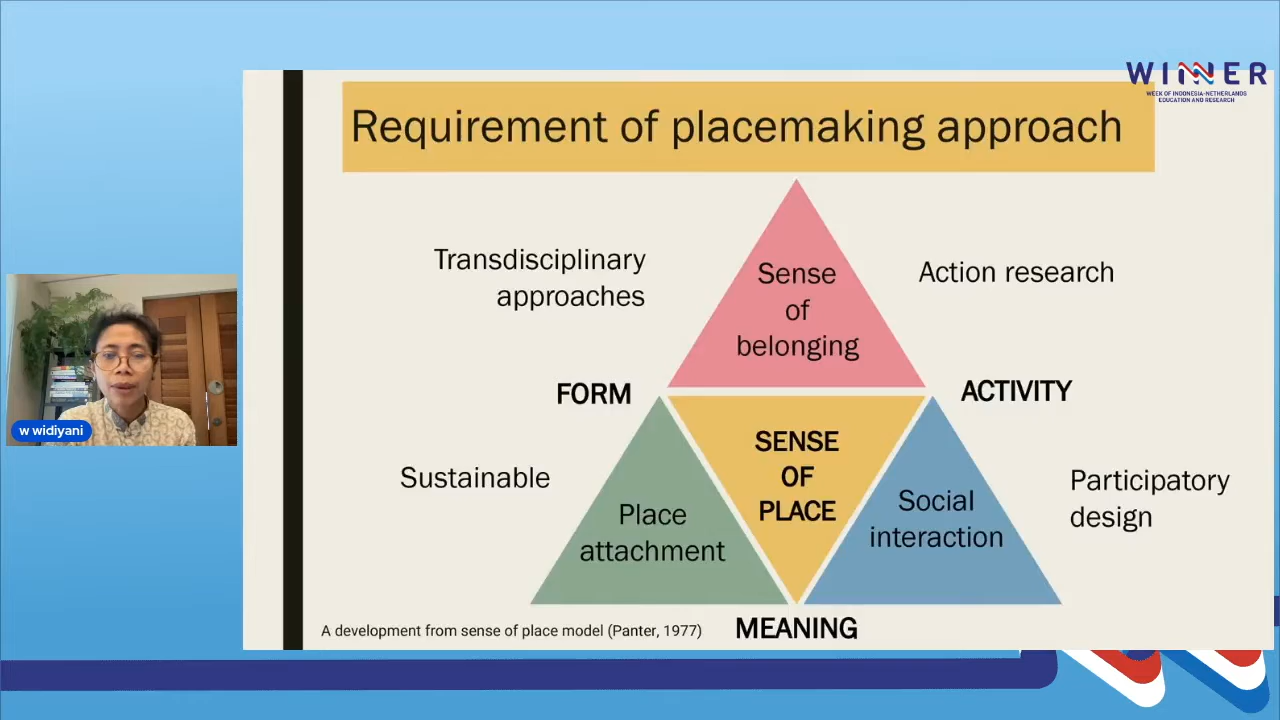 WINNER
WEEK OF INDONESIA-NETHERLANDS
EDUCATION AND RESEARCH
Requirement of placemaking approach
Transdisciplinary
approaches
Sense
of
belonging
Action research
FORM
ACTIVITY
SENSE
OF
PLACE
Sustainable
Place
attachment
Social
interaction
Participatory
design
A development from sense of place model (Panter, 1977)
MEANING
w widiyani